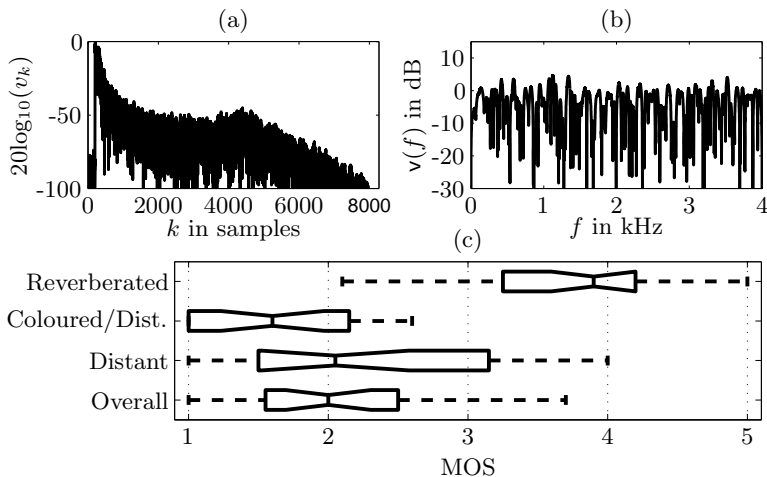 (a)
20log₁₀(vₖ)
0
-50
-100
0
2000
4000
6000
8000
k in samples
(b)
v(f) in dB
10
0
-10
-20
-30
0
1
2
3
4
f in kHz
(c)
Reverberated
Coloured/Dist.
Distant
Overall
1
2
3
4
5
MOS